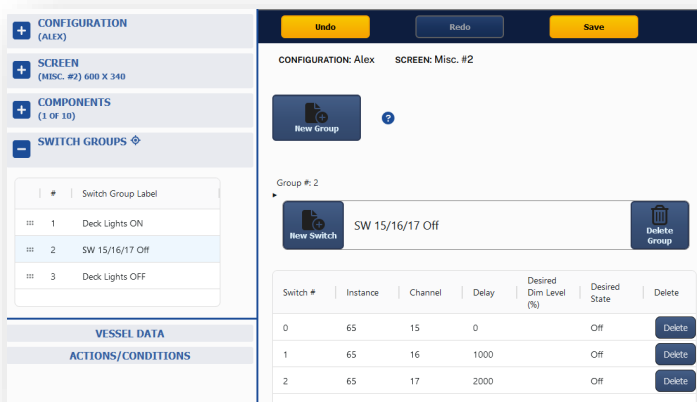 Undo
Redo
Save
CONFIGURATION
(ALEX)
SCREEN
(MISC. #2) 600 X 340
COMPONENTS
(1 OF 10)
SWITCH GROUPS
# Switch Group Label
1 Deck Lights ON
2 SW 15/16/17 Off
3 Deck Lights OFF
VESSEL DATA
ACTIONS/CONDITIONS
CONFIGURATION: Alex SCREEN: Misc. #2
New Group
?
Group #: 2
New Switch
SW 15/16/17 Off
Delete
Group
Switch # Instance Channel Delay Desired Dim Level (%) Desired State Delete
0 65 15 0 Off Delete
1 65 16 1000 Off Delete
2 65 17 2000 Off Delete